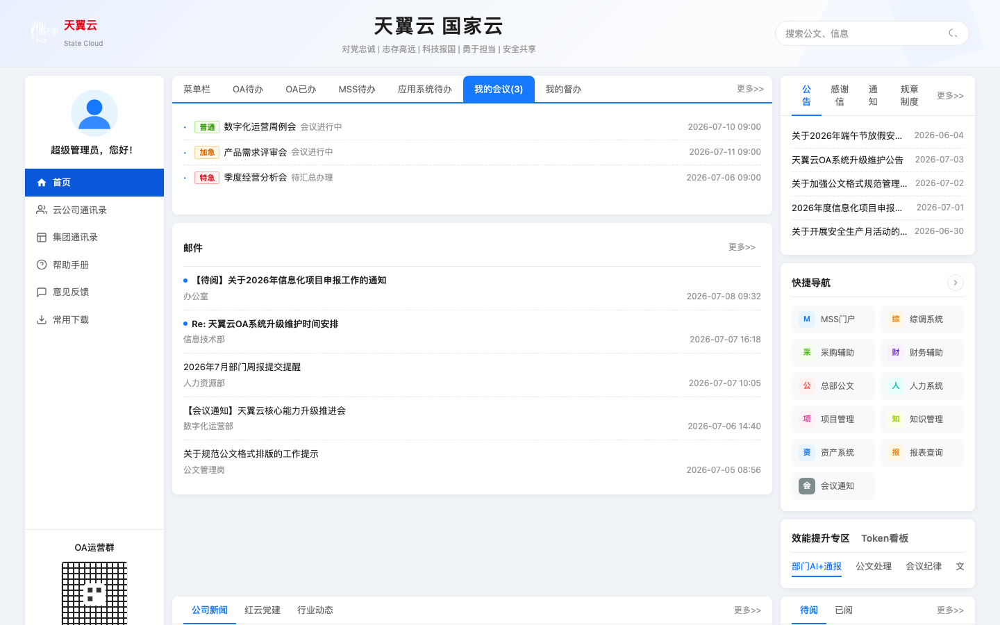 天翼云
State Cloud
天翼云 国家云
对党忠诚 | 志存高远 | 科技报国 | 勇于担当 | 安全共享
搜索公文、信息
超级管理员，您好！
首页
云公司通讯录
集团通讯录
帮助手册
意见反馈
常用下载
OA运营群
菜单栏 OA待办 OA已办 MSS待办 应用系统待办 我的会议(3) 我的督办 更多>>
普通 数字化运营周例会 会议进行中 2026-07-10 09:00
加急 产品需求评审会 会议进行中 2026-07-11 09:00
特急 季度经营分析会 待汇总办理 2026-07-06 09:00
邮件 更多>>
【待阅】关于2026年信息化项目申报工作的通知
办公室 2026-07-08 09:32
Re: 天翼云OA系统升级维护时间安排
信息技术部 2026-07-07 16:18
2026年7月部门周报提交提醒
人力资源部 2026-07-07 10:05
【会议通知】天翼云核心能力升级推进会
数字化运营部 2026-07-06 14:40
关于规范公文格式排版的工作提示
公文管理岗 2026-07-05 08:56
公司新闻 红云党建 行业动态 更多>>
公告 感谢信 通知 规章制度 更多>>
关于2026年端午节放假安... 2026-06-04
天翼云OA系统升级维护公告 2026-07-03
关于加强公文格式规范管理... 2026-07-02
2026年度信息化项目申报... 2026-07-01
关于开展安全生产月活动的... 2026-06-30
快捷导航
M MSS门户 综 综调系统
采 采购辅助 财 财务辅助
公 总部公文 人 人力系统
项 项目管理 知 知识管理
资 资产系统 报 报表查询
会 会议通知
效能提升专区 Token看板
部门AI+通报 公文处理 会议纪律 文
待阅 已阅 更多>>